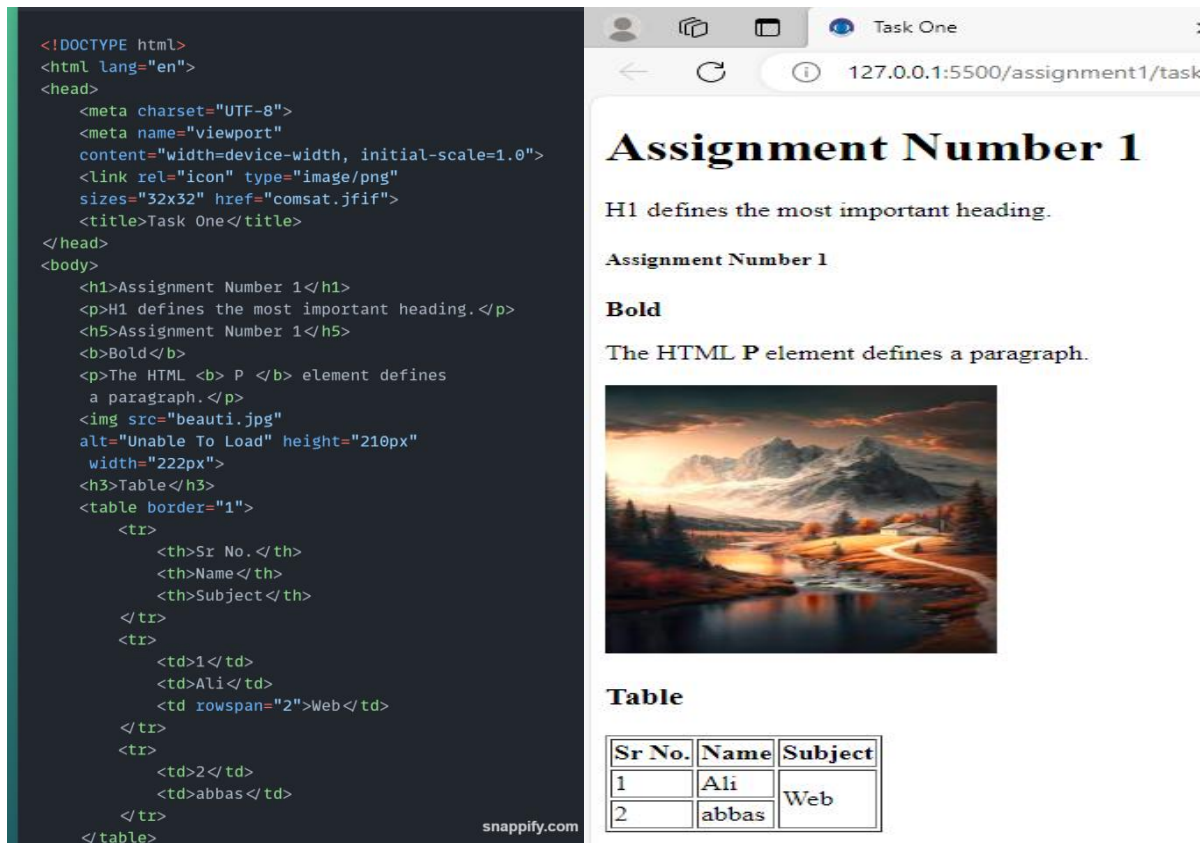 <!DOCTYPE html>
<html lang="en">
<head>
<meta charset="UTF-8">
<meta name="viewport"
content="width=device-width, initial-scale=1.0">
<link rel="icon" type="image/png"
sizes="32x32" href="comsat.jfif">
<title>Task One</title>
</head>
<body>
<h1>Assignment Number 1</h1>
<p>H1 defines the most important heading.</p>
<h5>Assignment Number 1</h5>
<b>Bold</b>
<p>The HTML <b> P </b> element defines
a paragraph.</p>
<img src="beauti.jpg"
alt="Unable To Load" height="210px"
width="222px">
<h3>Table</h3>
<table border="1">
<tr>
<th>Sr No.</th>
<th>Name</th>
<th>Subject</th>
</tr>
<tr>
<td>1</td>
<td>Ali</td>
<td rowspan="2">Web</td>
</tr>
<tr>
<td>2</td>
<td>abbas</td>
</tr>
</table>
snappify.com
Task One
127.0.0.1:5500/assignment1/task
Assignment Number 1
H1 defines the most important heading.
Assignment Number 1
Bold
The HTML P element defines a paragraph.
Table
Sr No. Name Subject
1 Ali Web
2 abbas